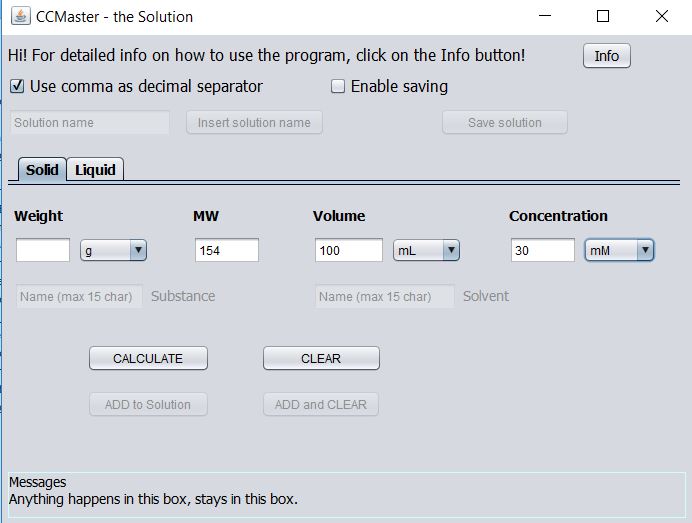 CCMaster - the Solution
Hi! For detailed info on how to use the program, click on the Info button! Info
Use comma as decimal separator Enable saving
Solution name Insert solution name Save solution
Solid Liquid
Weight MW Volume Concentration
g 154 100 mL 30 mM
Name (max 15 char) Substance Name (max 15 char) Solvent
CALCULATE CLEAR
ADD to Solution ADD and CLEAR
Messages
Anything happens in this box, stays in this box.